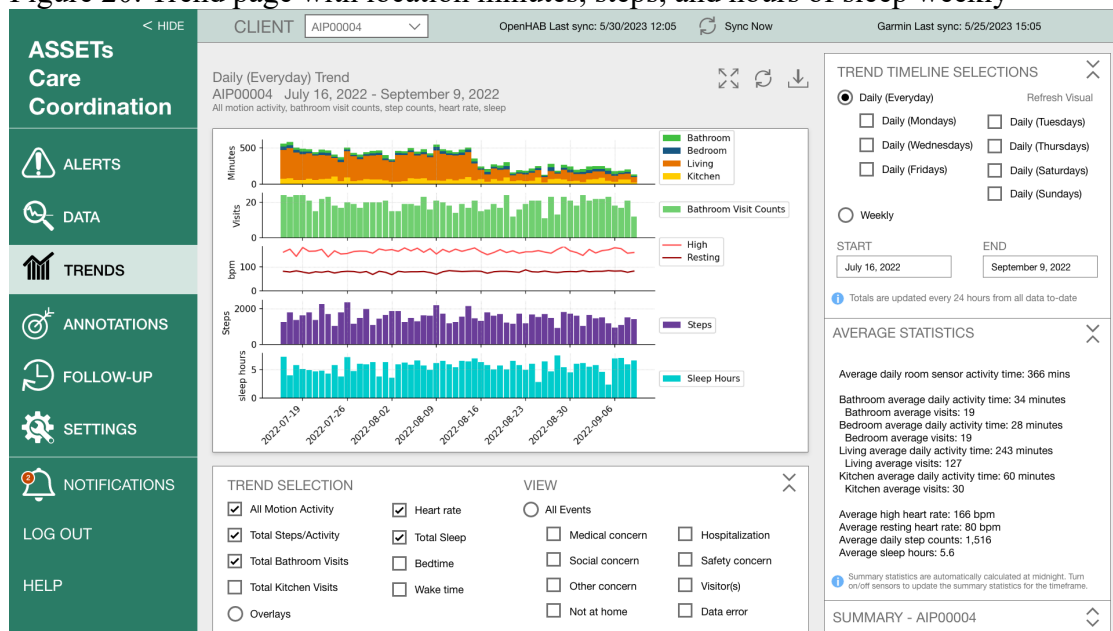 Figure 20: Trend page with location minutes, steps, and hours of sleep weekly
< HIDE
ASSETs
Care
Coordination
ALERTS
DATA
TRENDS
ANNOTATIONS
FOLLOW-UP
SETTINGS
2
NOTIFICATIONS
LOG OUT
HELP
CLIENT AIP00004
OpenHAB Last sync: 5/30/2023 12:05
Sync Now
Garmin Last sync: 5/25/2023 15:05
Daily (Everyday) Trend
AIP00004 July 16, 2022 - September 9, 2022
All motion activity, bathroom visit counts, step counts, heart rate, sleep
Minutes
500
0
Bathroom
Bedroom
Living
Kitchen
Visits
20
0
Bathroom Visit Counts
bpm
100
0
High
Resting
Steps
2000
0
Steps
sleep hours
5
0
Sleep Hours
2022-07-19
2022-07-26
2022-08-02
2022-08-09
2022-08-16
2022-08-23
2022-08-30
2022-09-06
TREND SELECTION
All Motion Activity
Heart rate
Total Steps/Activity
Total Sleep
Total Bathroom Visits
Bedtime
Total Kitchen Visits
Wake time
Overlays
VIEW
All Events
Medical concern
Hospitalization
Social concern
Safety concern
Other concern
Visitor(s)
Not at home
Data error
TREND TIMELINE SELECTIONS
Daily (Everyday)
Refresh Visual
Daily (Mondays)
Daily (Tuesdays)
Daily (Wednesdays)
Daily (Thursdays)
Daily (Fridays)
Daily (Saturdays)
Daily (Sundays)
Weekly
START
END
July 16, 2022
September 9, 2022
Totals are updated every 24 hours from all data to-date
AVERAGE STATISTICS
Average daily room sensor activity time: 366 mins
Bathroom average daily activity time: 34 minutes
Bathroom average visits: 19
Bedroom average daily activity time: 28 minutes
Bedroom average visits: 19
Living average daily activity time: 243 minutes
Living average visits: 127
Kitchen average daily activity time: 60 minutes
Kitchen average visits: 30
Average high heart rate: 166 bpm
Average resting heart rate: 80 bpm
Average daily step counts: 1,516
Average sleep hours: 5.6
Summary statistics are automatically calculated at midnight. Turn
on/off sensors to update the summary statistics for the timeframe.
SUMMARY - AIP00004